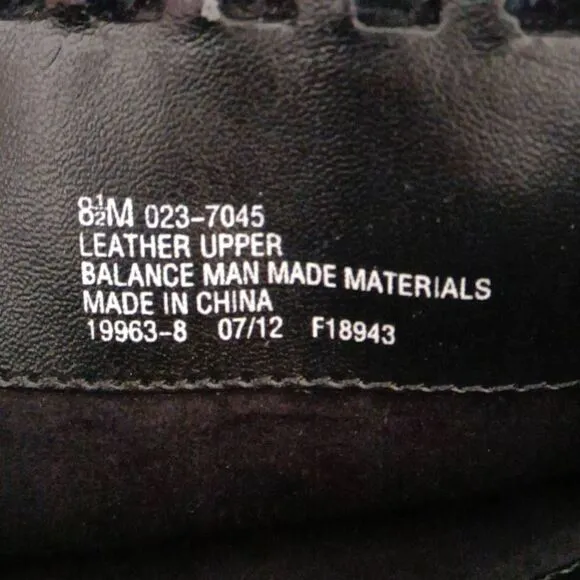 8½M 023-7045
LEATHER UPPER
BALANCE MAN MADE MATERIALS
MADE IN CHINA
19963-8 07/12 F18943